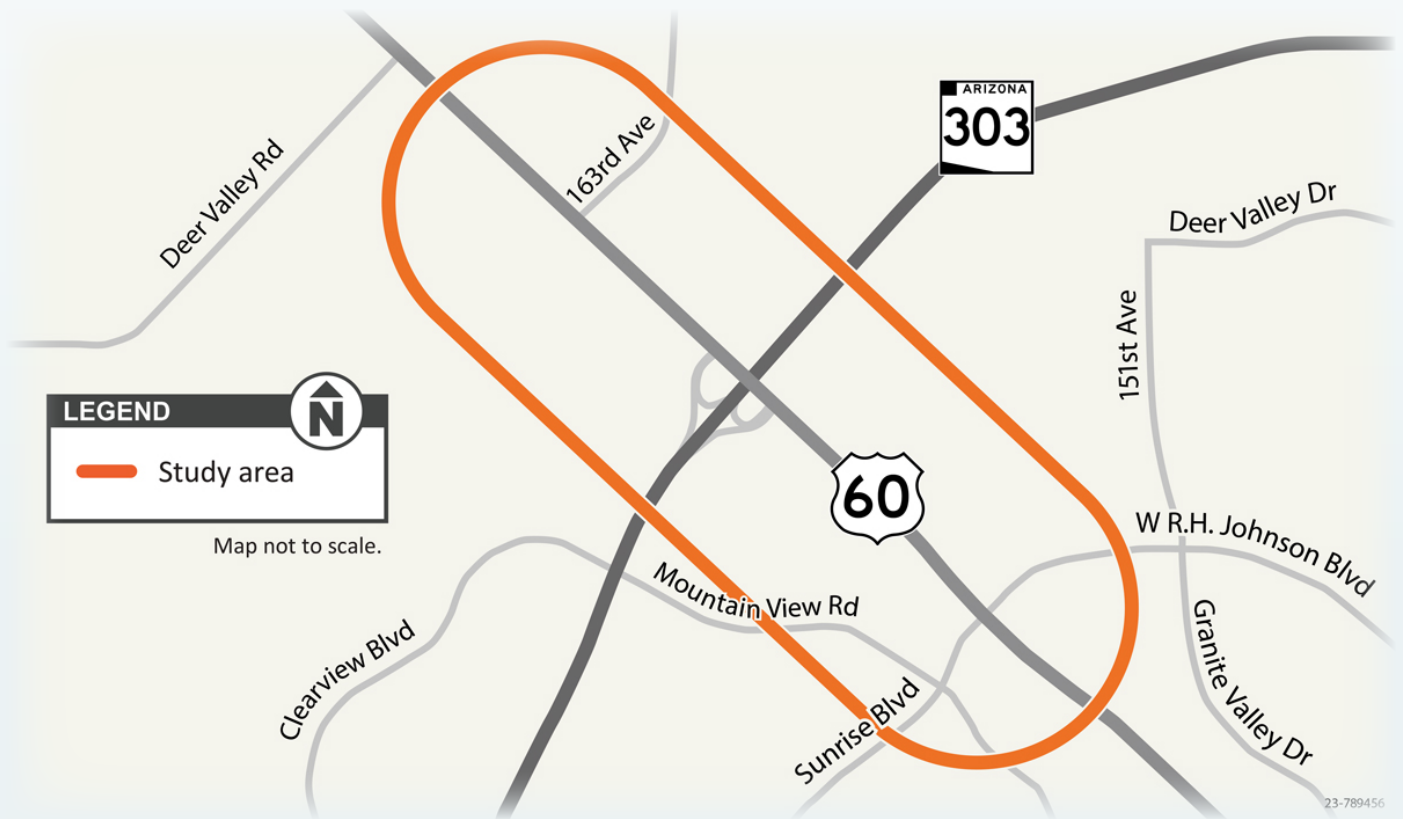 163rd Ave
ARIZONA
303
Deer Valley Rd
Deer Valley Dr
151st Ave
LEGEND
N
Study area
Map not to scale.
60
W R.H. Johnson Blvd
Mountain View Rd
Clearview Blvd
Sunrise Blvd
Granite Valley Dr
23-789456